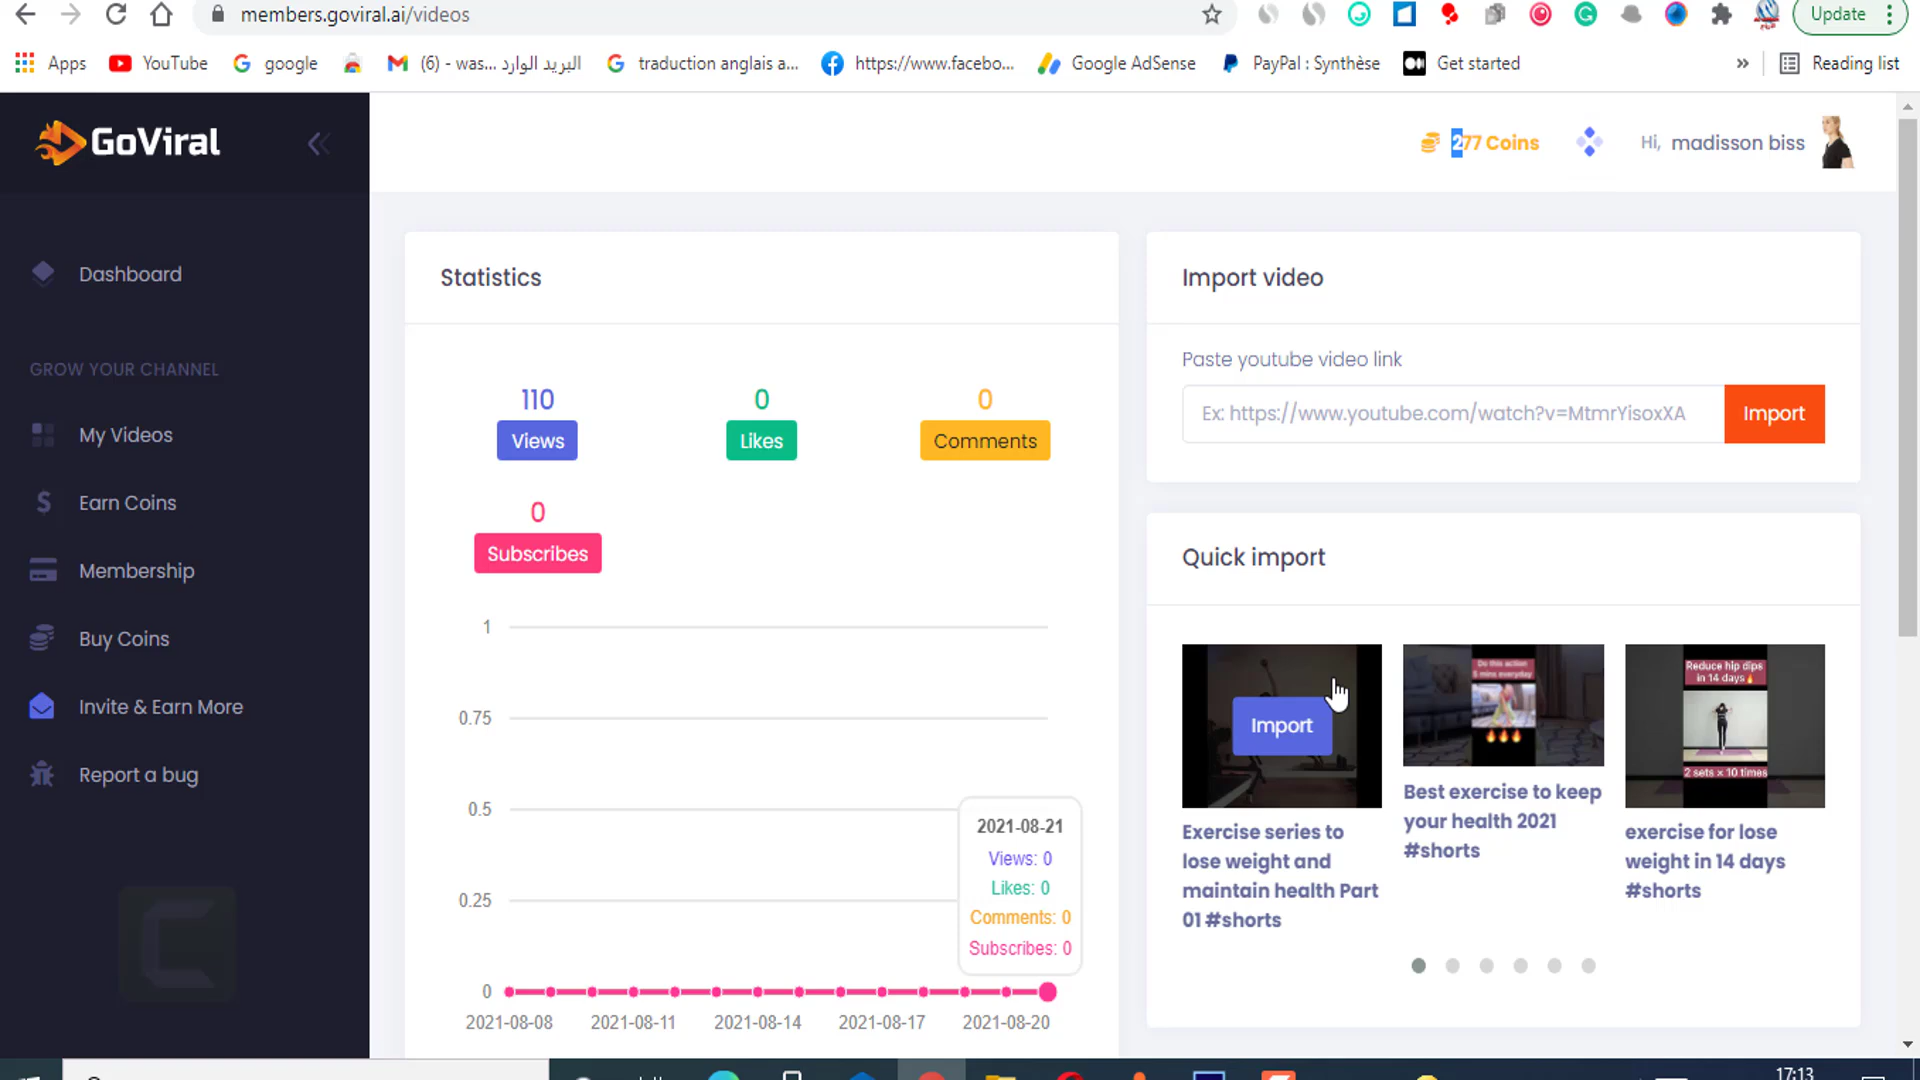 members.goviral.ai/videos
Update
Apps
YouTube
google
(6) - was... البريد الوارد
traduction anglais a...
https://www.facebo...
Google AdSense
PayPal : Synthèse
Get started
»
Reading list
GoViral
277 Coins
Hi, madisson biss
Dashboard
GROW YOUR CHANNEL
My Videos
Earn Coins
Membership
Buy Coins
Invite & Earn More
Report a bug
Statistics
110
Views
0
Likes
0
Comments
0
Subscribes
1
0.75
0.5
0.25
0
2021-08-08
2021-08-11
2021-08-14
2021-08-17
2021-08-20
2021-08-21
Views: 0
Likes: 0
Comments: 0
Subscribes: 0
Import video
Paste youtube video link
Ex: https://www.youtube.com/watch?v=MtmrYisoxXA
Import
Quick import
Import
Exercise series to
lose weight and
maintain health Part
01 #shorts
Do this action
5 mins everyday
Best exercise to keep
your health 2021
#shorts
Reduce hip dips
in 14 days
2 sets × 10 times
exercise for lose
weight in 14 days
#shorts
17:13